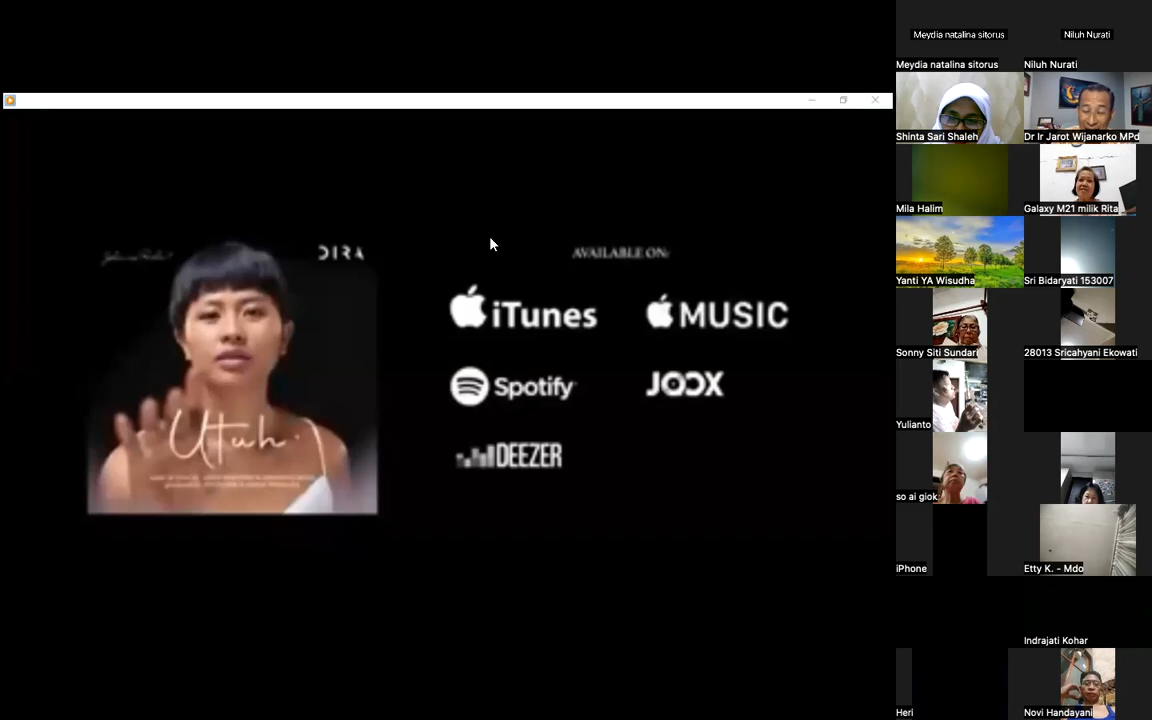 Meydia natalina sitorus
Niluh Nurati
Meydia natalina sitorus
Niluh Nurati
Shinta Sari Shaleh
Dr Ir Jarot Wijanarko MPd
Mila Halim
Galaxy M21 milik Rita
Yanti YA Wisudha
Sri Bidaryati 153007
Sonny Siti Sundari
28013 Sricahyani Ekowati
Yulianto
so ai giok
iPhone
Etty K. - Mdo
Indrajati Kohar
Heri
Novi Handayani
DIRA
Utuh
AVAILABLE ON:
iTunes
MUSIC
Spotify
JOOX
DEEZER